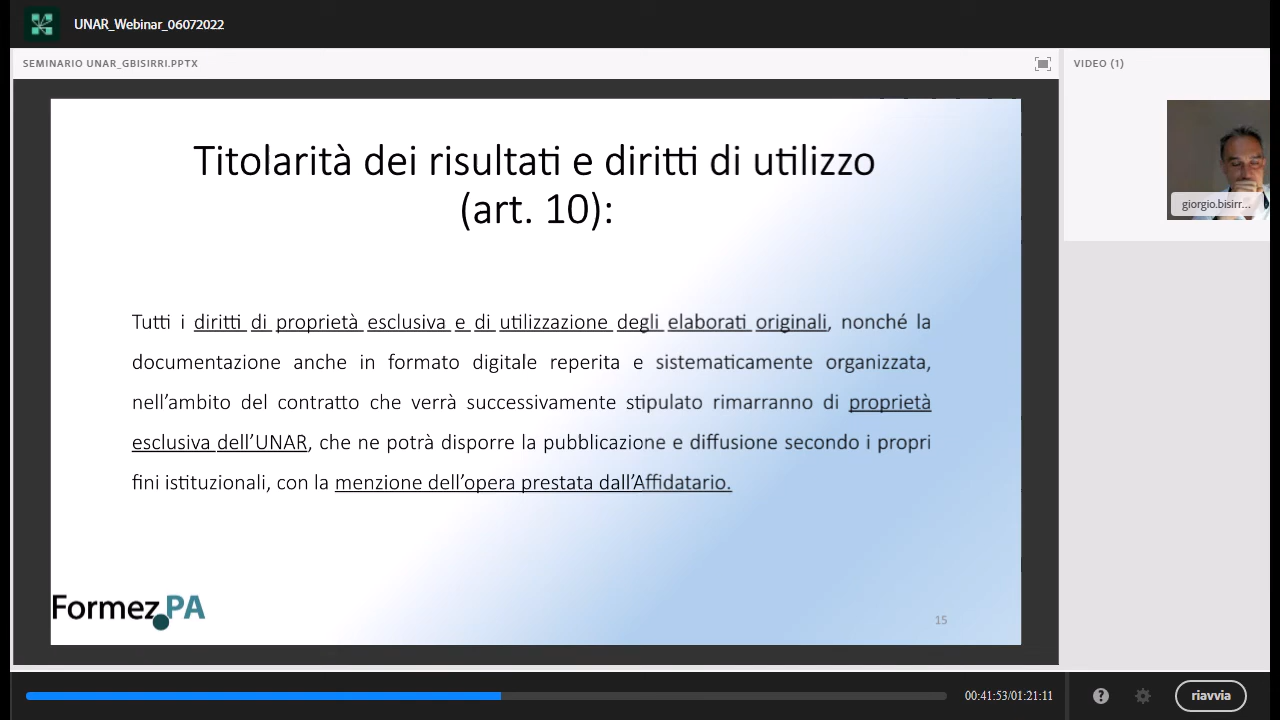 UNAR_Webinar_06072022
SEMINARIO UNAR_GBISIRRI.PPTX
VIDEO (1)
Titolarità dei risultati e diritti di utilizzo
(art. 10):
giorgio.bisirr...
Tutti i diritti di proprietà esclusiva e di utilizzazione degli elaborati originali, nonché la
documentazione anche in formato digitale reperita e sistematicamente organizzata,
nell’ambito del contratto che verrà successivamente stipulato rimarranno di proprietà
esclusiva dell’UNAR, che ne potrà disporre la pubblicazione e diffusione secondo i propri
fini istituzionali, con la menzione dell’opera prestata dall’Affidatario.
Formez.PA
15
00:41:53/01:21:11
?
riavvia